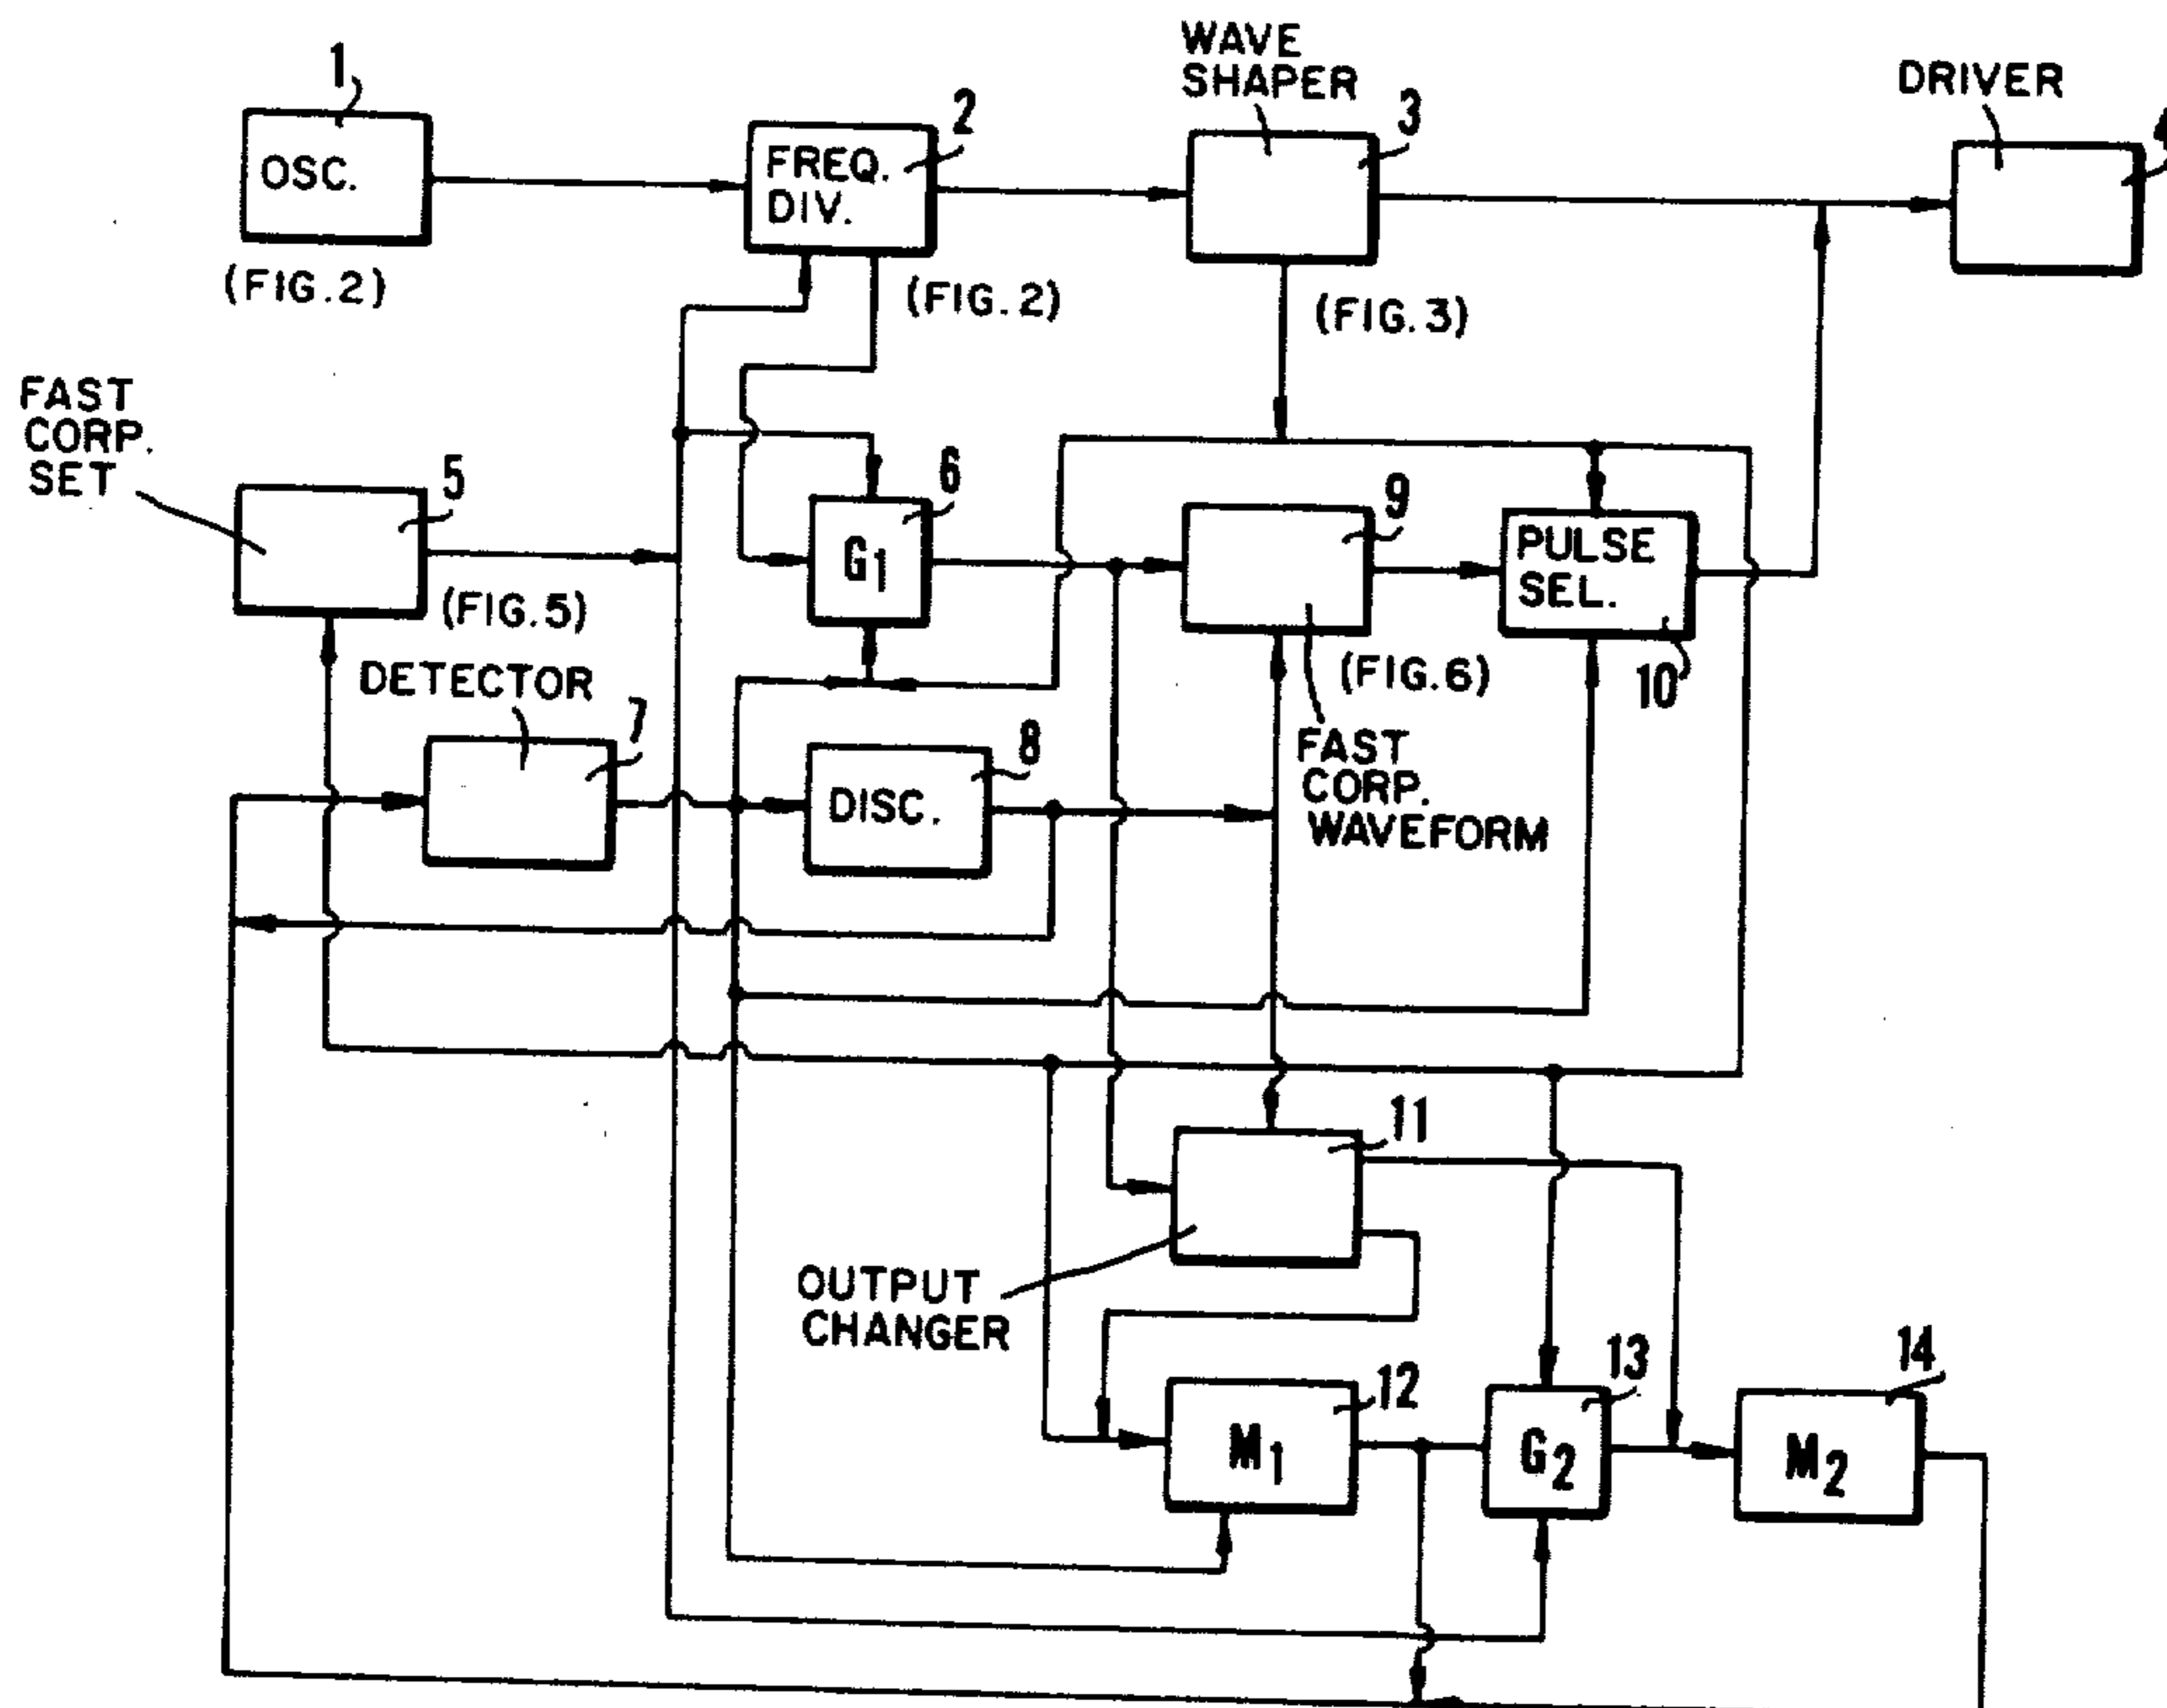 1
OSC.
(FIG.2)
2
FREQ.
DIV.
(FIG.2)
WAVE
SHAPER
3
(FIG.3)
DRIVER
4
FAST
CORP.
SET
5
(FIG.5)
6
G1
9
(FIG.6)
FAST
CORP.
WAVEFORM
PULSE
SEL.
10
DETECTOR
7
8
DISC.
11
OUTPUT
CHANGER
12
M1
13
G2
14
M2